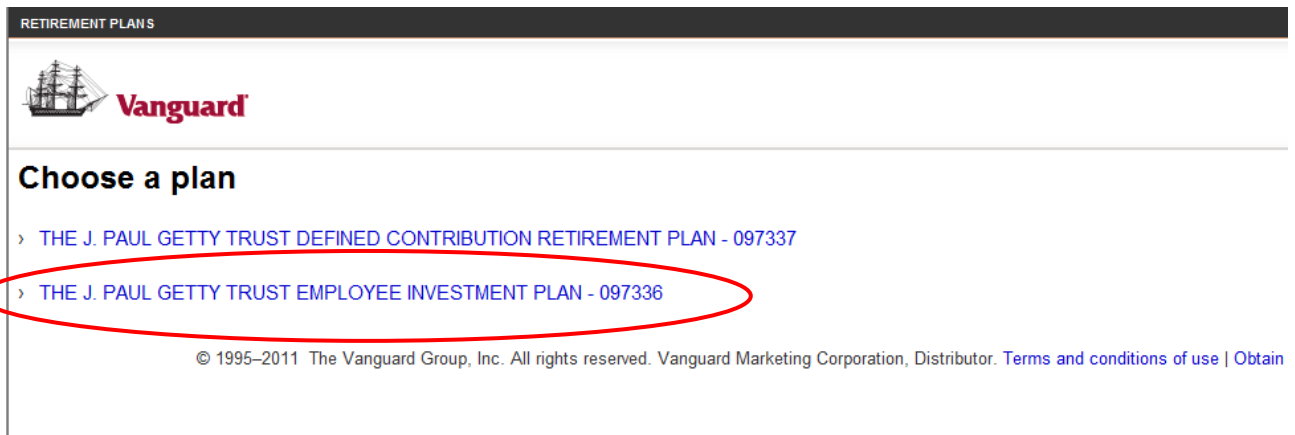 RETIREMENT PLANS
Vanguard
Choose a plan
› THE J. PAUL GETTY TRUST DEFINED CONTRIBUTION RETIREMENT PLAN - 097337
› THE J. PAUL GETTY TRUST EMPLOYEE INVESTMENT PLAN - 097336
© 1995–2011 The Vanguard Group, Inc. All rights reserved. Vanguard Marketing Corporation, Distributor. Terms and conditions of use | Obtain